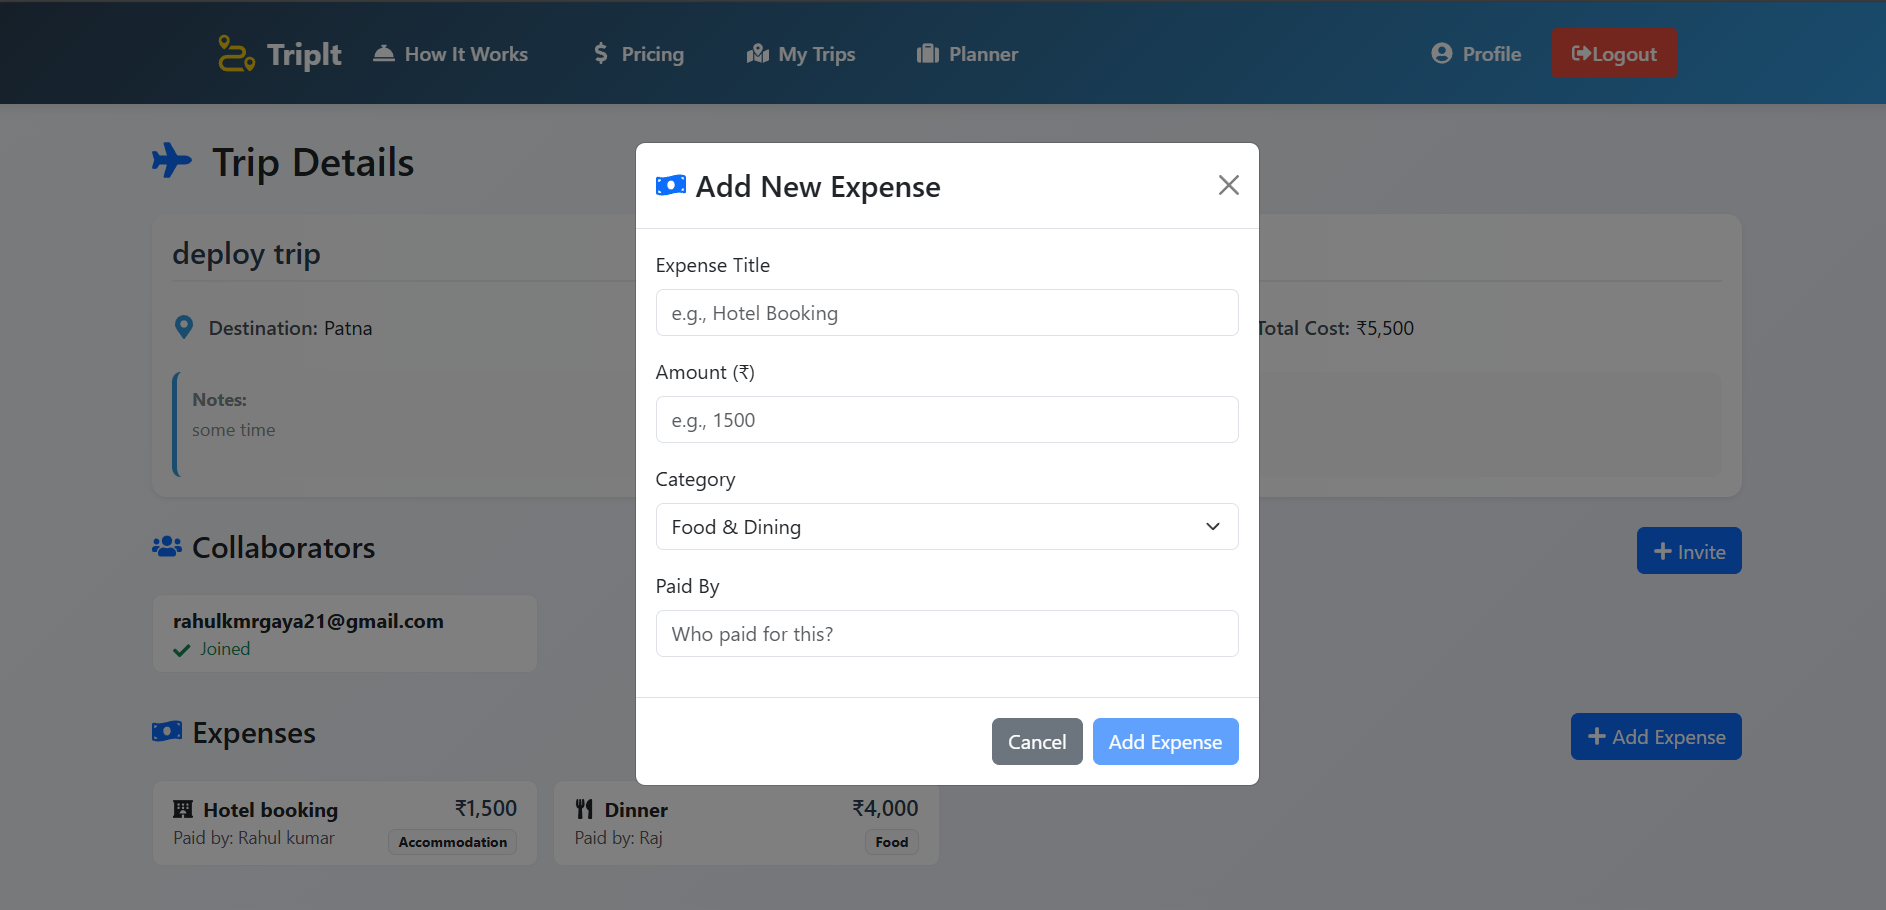 TripIt
How It Works
Pricing
My Trips
Planner
Profile
Logout
Trip Details
deploy trip
Destination: Patna
Total Cost: ₹5,500
Notes:
some time
Collaborators
Invite
rahulkmrgaya21@gmail.com
Joined
Expenses
Add Expense
Hotel booking
₹1,500
Paid by: Rahul kumar
Accommodation
Dinner
₹4,000
Paid by: Raj
Food
Add New Expense
Expense Title
e.g., Hotel Booking
Amount (₹)
e.g., 1500
Category
Food & Dining
Paid By
Who paid for this?
Cancel
Add Expense